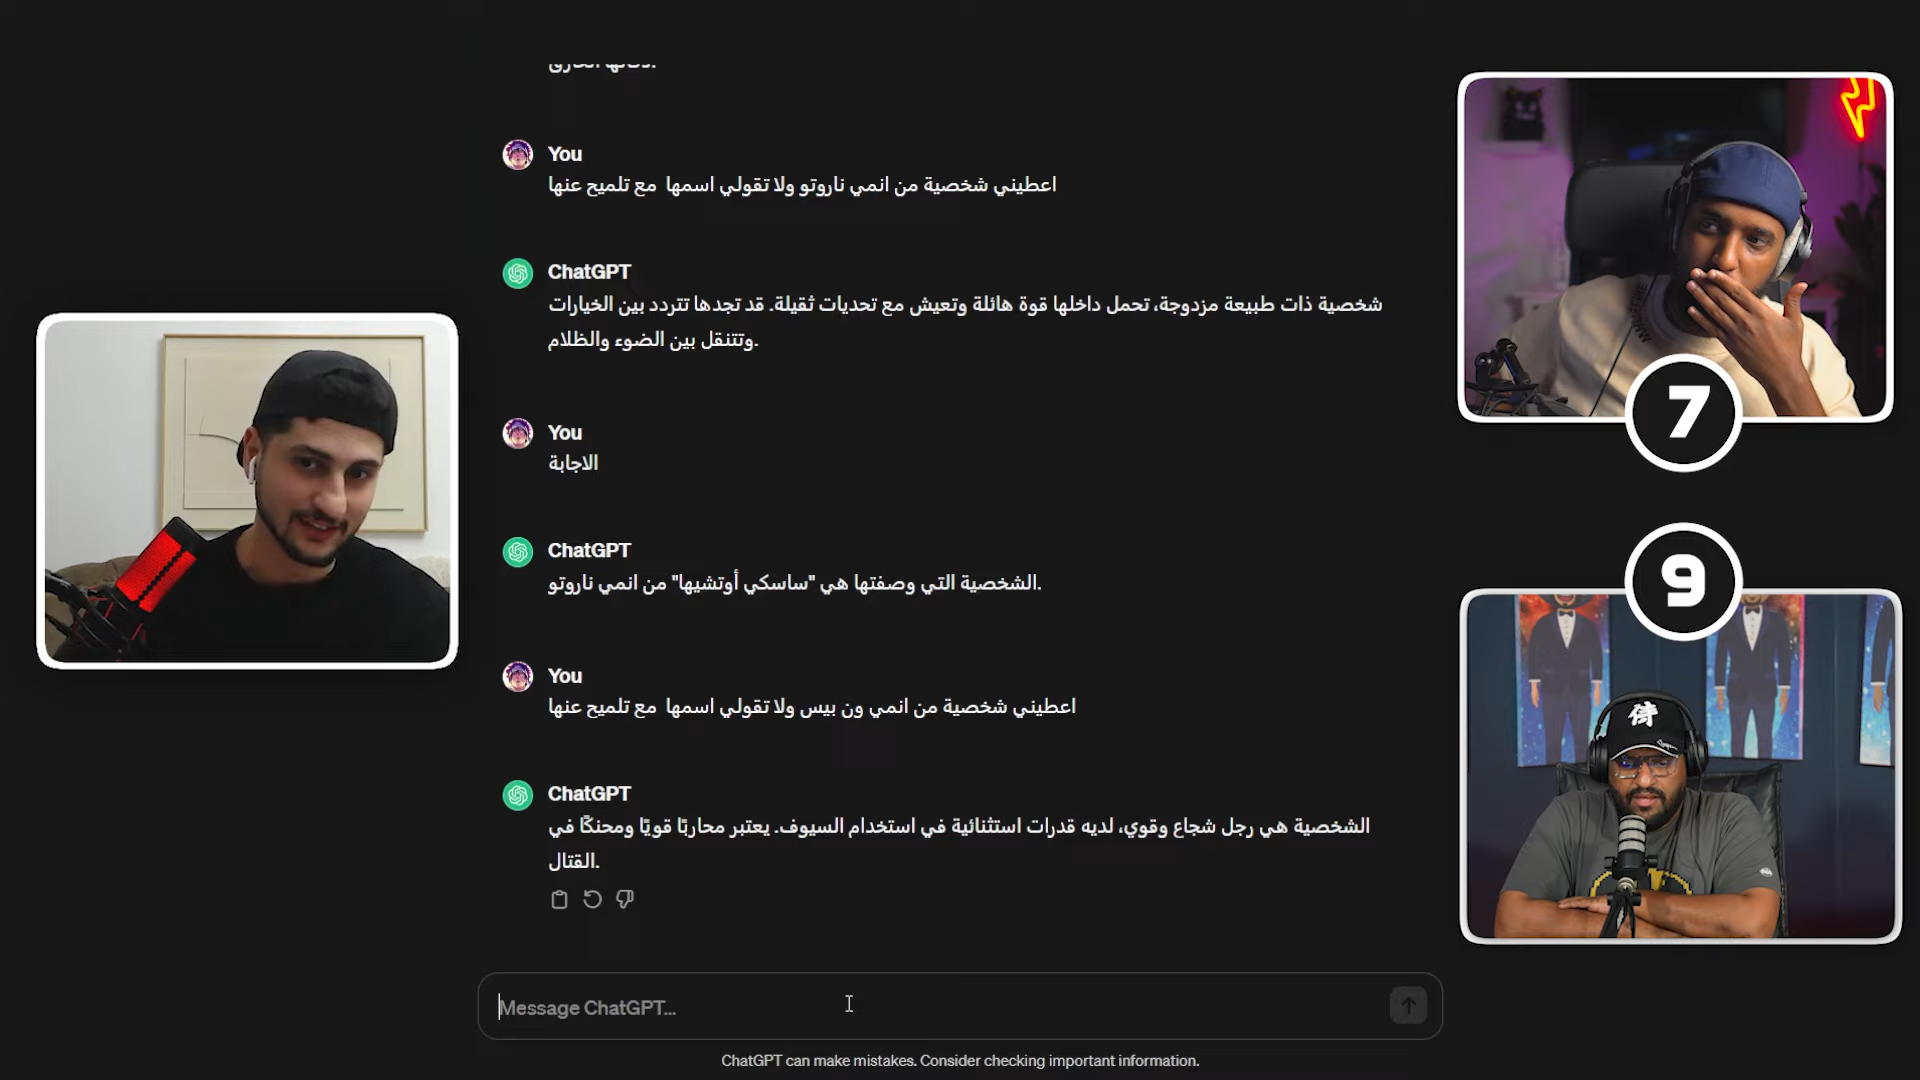 You
اعطيني شخصية من انمي ناروتو ولا تقولي اسمها مع تلميح عنها
ChatGPT
شخصية ذات طبيعة مزدوجة، تحمل داخلها قوة هائلة وتعيش مع تحديات ثقيلة. قد تجدها تتردد بين الخيارات
وتتنقل بين الضوء والظلام.
You
الاجابة
ChatGPT
الشخصية التي وصفتها هي "ساسكي أوتشيها" من انمي ناروتو.
You
اعطيني شخصية من انمي ون بيس ولا تقولي اسمها مع تلميح عنها
ChatGPT
الشخصية هي رجل شجاع وقوي، لديه قدرات استثنائية في استخدام السيوف. يعتبر محاربًا قويًا ومحنكًا في
القتال.
Message ChatGPT...
ChatGPT can make mistakes. Consider checking important information.
7
9
侍